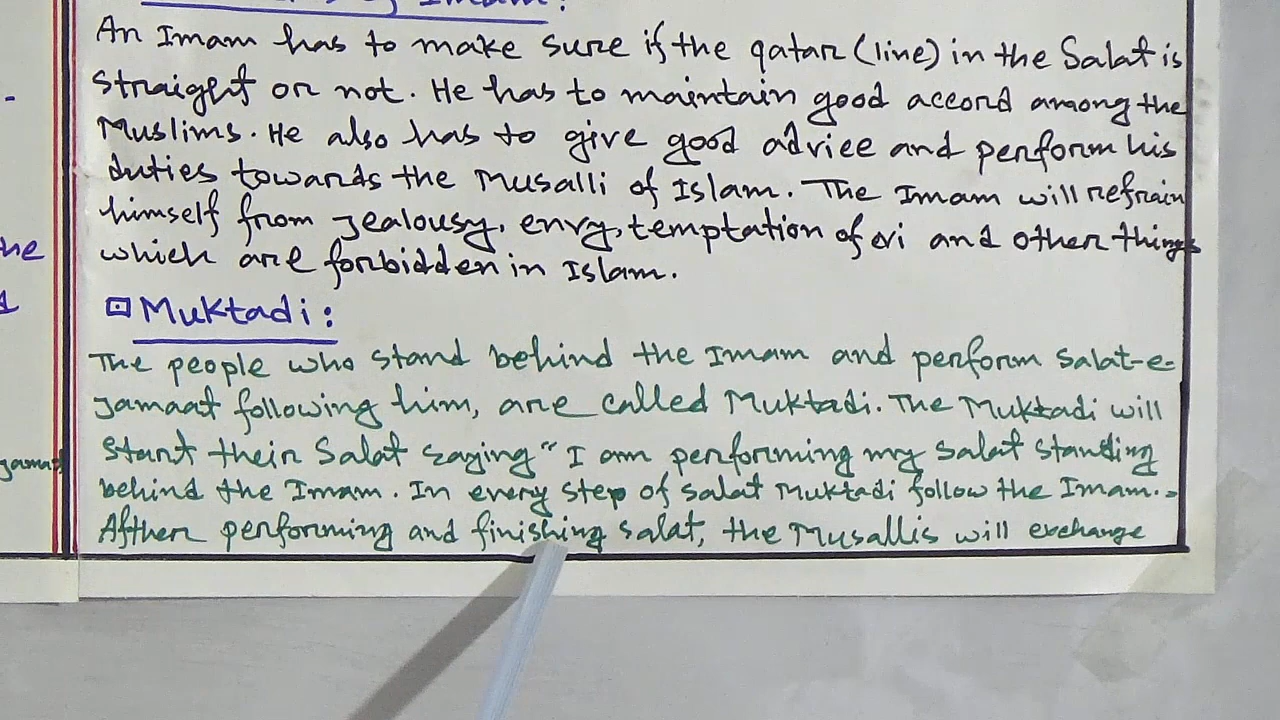 Imam:
An Imam has to make sure if the qatar (line) in the Salat is
straight or not. He has to maintain good accord among the
Muslims. He also has to give good advice and perform his
duties towards the Musalli of Islam. The Imam will refrain
himself from jealousy, envy, temptation of evi and other things
which are forbidden in Islam.
Muktadi:
The people who stand behind the Imam and perform Salat-e-
jamaat following him, are called Muktadi. The Muktadi will
start their Salat saying “I am performing my salat standing
behind the Imam. In every step of salat Muktadi follow the Imam.
Afther performing and finishing salat, the Musallis will exchange